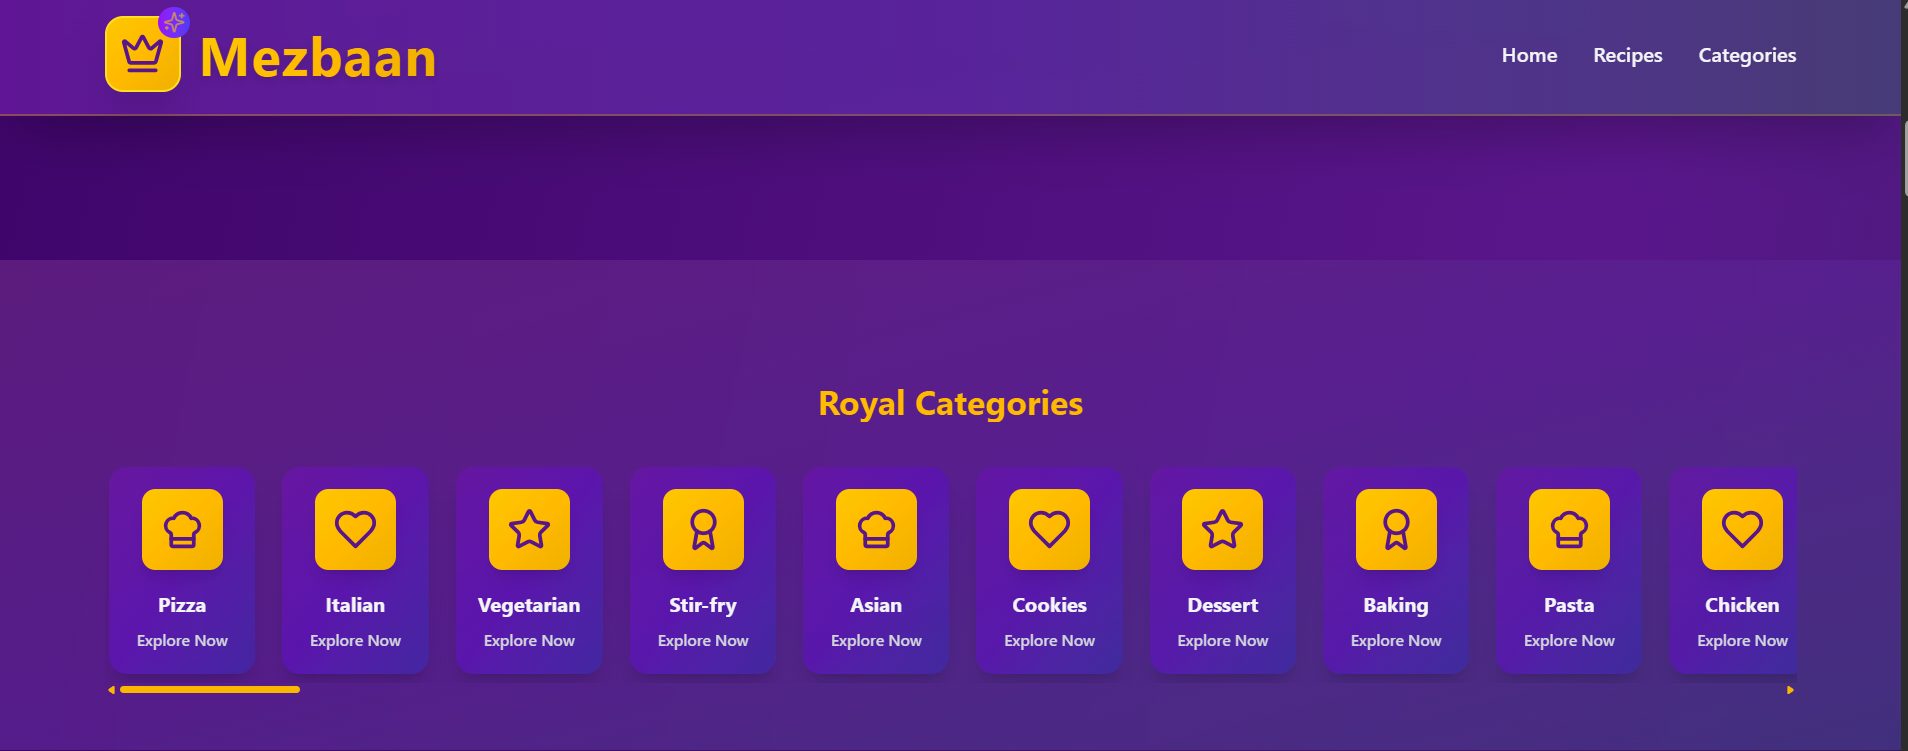 Mezbaan
Home Recipes Categories
Royal Categories
Pizza Italian Vegetarian Stir-fry Asian Cookies Dessert Baking Pasta Chicken
Explore Now Explore Now Explore Now Explore Now Explore Now Explore Now Explore Now Explore Now Explore Now Explore Now